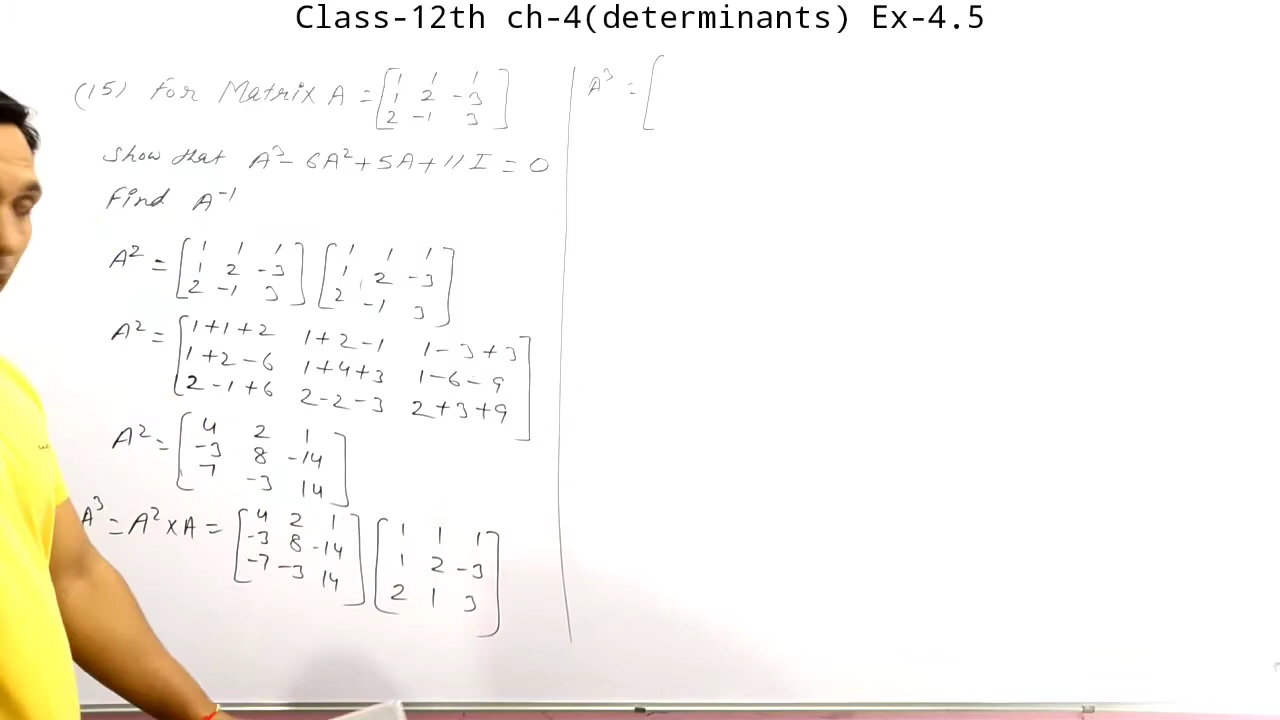 Class-12th ch-4(determinants) Ex-4.5
(15) For Matrix A = [1 1 1
1 2 -3
2 -1 3]
Show that A³- 6A²+5A+11I = 0
Find A⁻¹
A² = [1 1 1
1 2 -3
2 -1 3] [1 1 1
1 2 -3
2 -1 3]
A² = [1+1+2 1+2-1 1-3+3
1+2-6 1+4+3 1-6-9
2-1+6 2-2-3 2+3+9]
A² = [4 2 1
-3 8 -14
7 -3 14]
A³ = A² × A = [4 2 1
-3 8 -14
-7 -3 14] [1 1 1
1 2 -3
2 1 3]
A³ = [